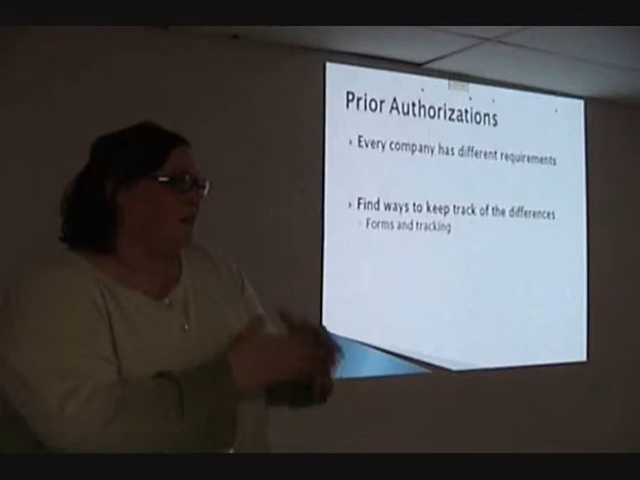 Prior Authorizations
Every company has different requirements
Find ways to keep track of the differences
Forms and tracking